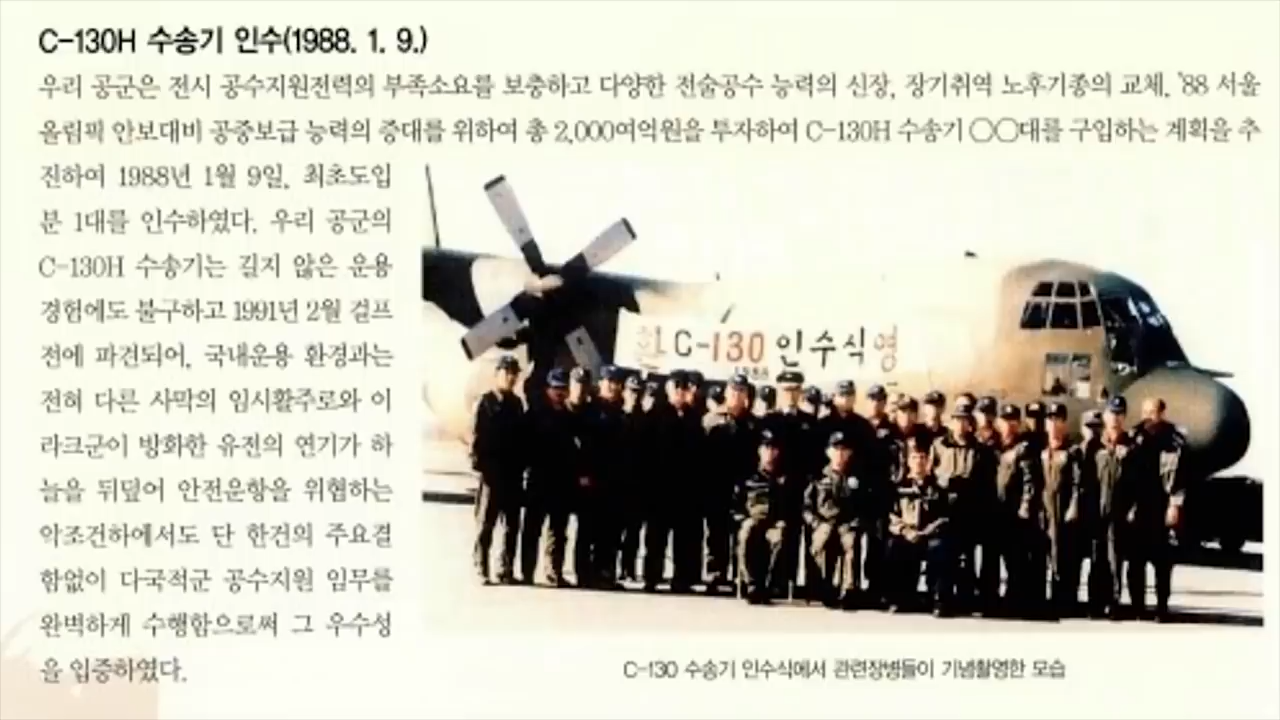 C-130H 수송기 인수(1988. 1. 9.)
우리 공군은 전시 공수지원전력의 부족소요를 보충하고 다양한 전술공수 능력의 신장, 장기취역 노후기종의 교체, '88 서울
올림픽 안보대비 공중보급 능력의 증대를 위하여 총 2,000여억원을 투자하여 C-130H 수송기 ○○대를 구입하는 계획을 추
진하여 1988년 1월 9일, 최초도입
분 1대를 인수하였다. 우리 공군의
C-130H 수송기는 길지 않은 운용
경험에도 불구하고 1991년 2월 걸프
전에 파견되어, 국내운용 환경과는
전혀 다른 사막의 임시활주로와 이
라크군이 방화한 유전의 연기가 하
늘을 뒤덮어 안전운항을 위협하는
악조건하에서도 단 한건의 주요결
함없이 다국적군 공수지원 임무를
완벽하게 수행함으로써 그 우수성
을 입증하였다.
환 C-130 인수식 영
1988
C-130 수송기 인수식에서 관련장병들이 기념촬영한 모습